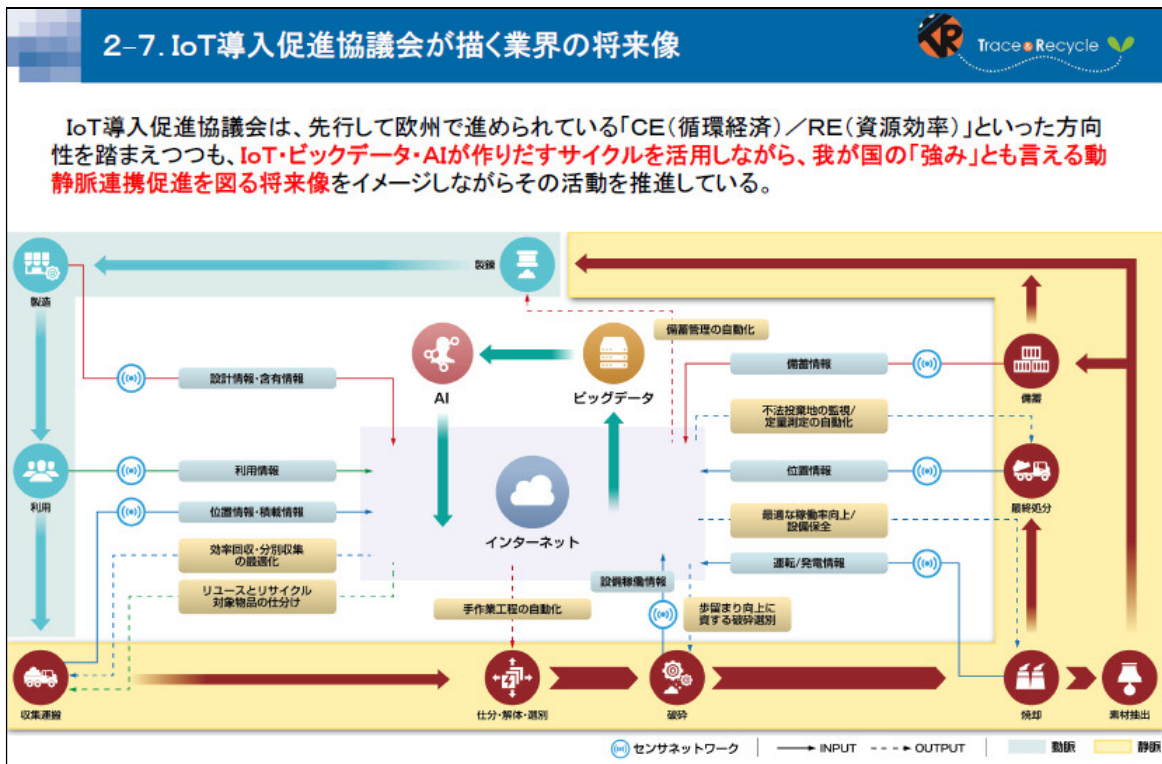 2-7. IoT導入促進協議会が描く業界の将来像
Trace&Recycle
IoT導入促進協議会は、先行して欧州で進められている「CE(循環経済)/RE(資源効率)」といった方向
性を踏まえつつも、IoT・ビックデータ・AIが作りだすサイクルを活用しながら、我が国の「強み」とも言える動
静脈連携促進を図る将来像をイメージしながらその活動を推進している。
製造
製錬
備蓄管理の自動化
AI
ビッグデータ
設計情報・含有情報
備蓄情報
備蓄
不法投棄地の監視/
定量測定の自動化
利用
利用情報
位置情報
最終処分
位置情報・積載情報
インターネット
最適な稼働率向上/
設備保全
効率回収・分別収集
の最適化
設備稼働情報
運転/発電情報
リユースとリサイクル
対象物品の仕分け
手作業工程の自動化
歩留まり向上に
資する破砕選別
収集運搬
仕分・解体・選別
破砕
焼却
素材抽出
センサネットワーク
INPUT
OUTPUT
動脈
静脈